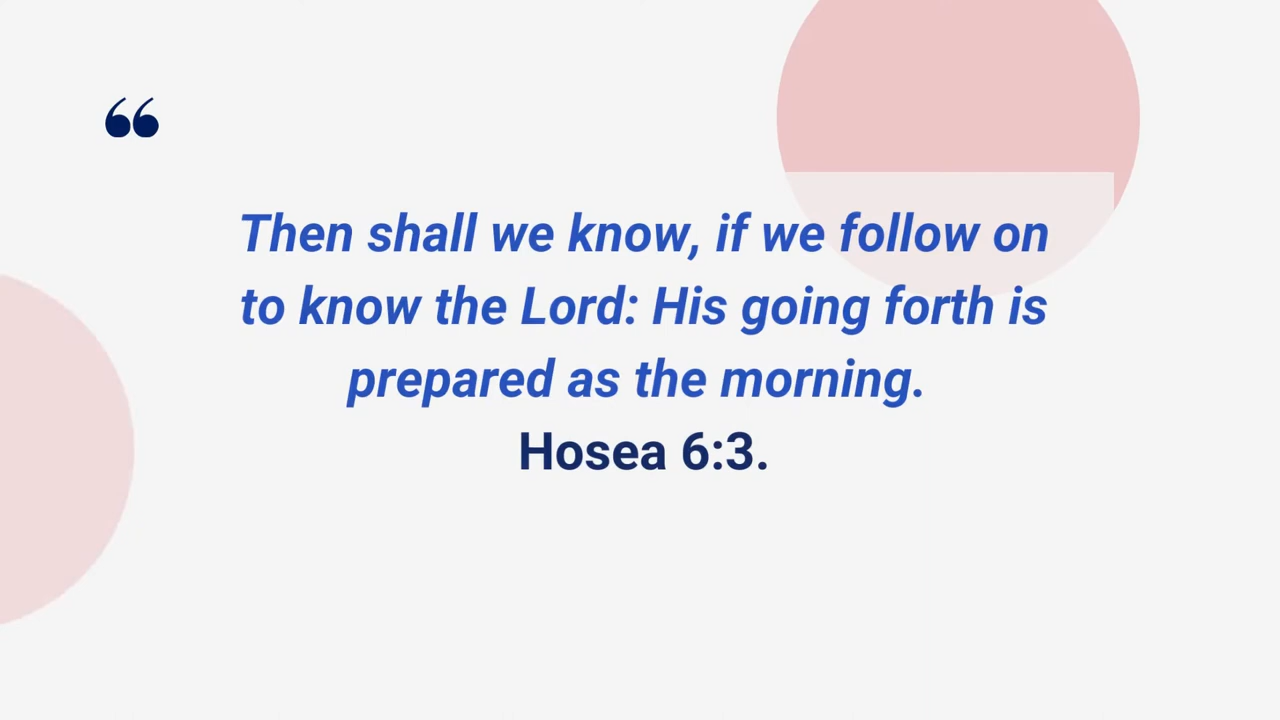 “
Then shall we know, if we follow on
to know the Lord: His going forth is
prepared as the morning.
Hosea 6:3.